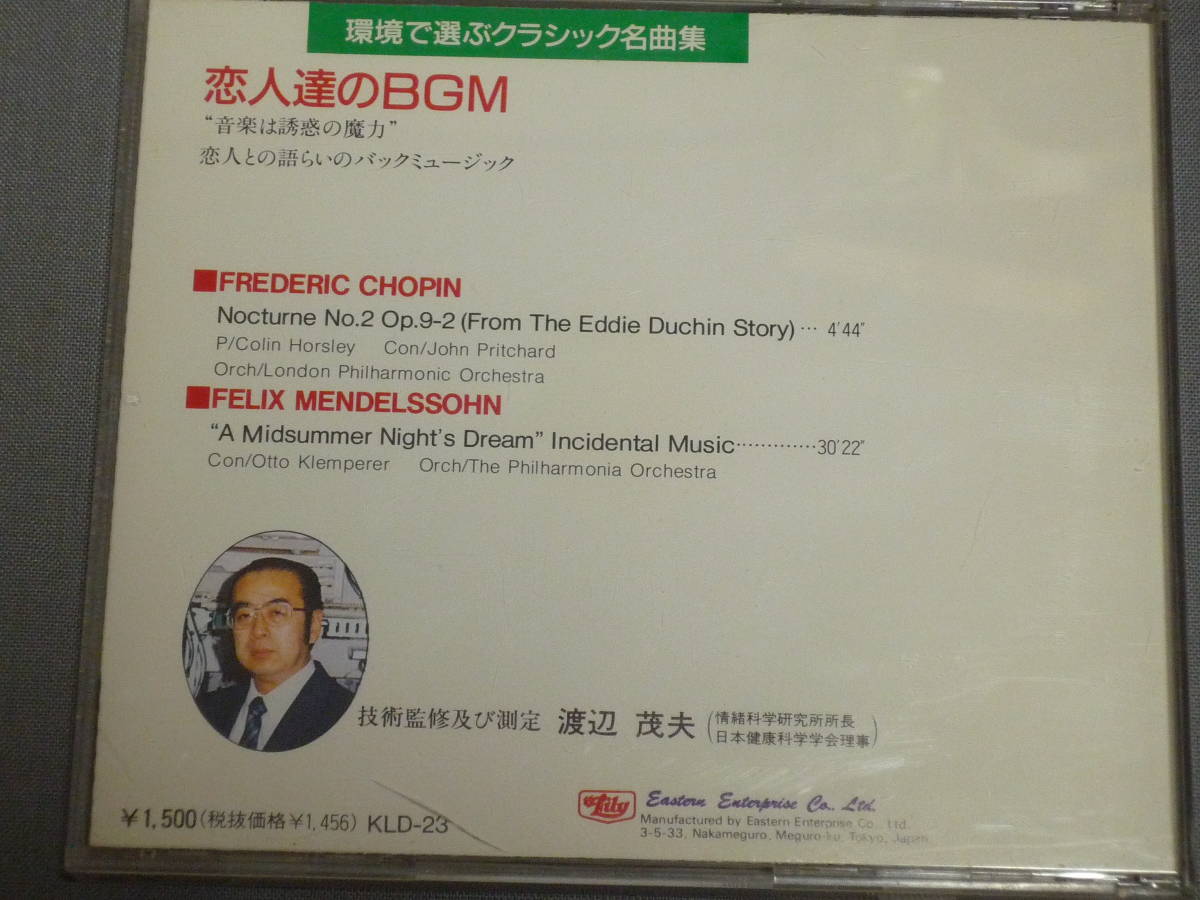 環境で選ぶクラシック名曲集
恋人達のBGM
“音楽は誘惑の魔力”
恋人との語らいのバックミュージック
■FREDERIC CHOPIN
Nocturne No.2 Op.9-2 (From The Eddie Duchin Story) … 4′44″
P/Colin Horsley Con/John Pritchard
Orch/London Philharmonic Orchestra
■FELIX MENDELSSOHN
“A Midsummer Night's Dream” Incidental Music…………30′22″
Con/Otto Klemperer Orch/The Philharmonia Orchestra
技術監修及び測定 渡辺 茂夫 (情緒科学研究所所長
日本健康科学学会理事)
Lily Eastern Enterprise Co., Ltd.
Manufactured by Eastern Enterprise Co., Ltd.
3-5-33, Nakameguro, Meguro-ku, Tokyo, Japan
¥1,500(税抜価格¥1,456) KLD-23